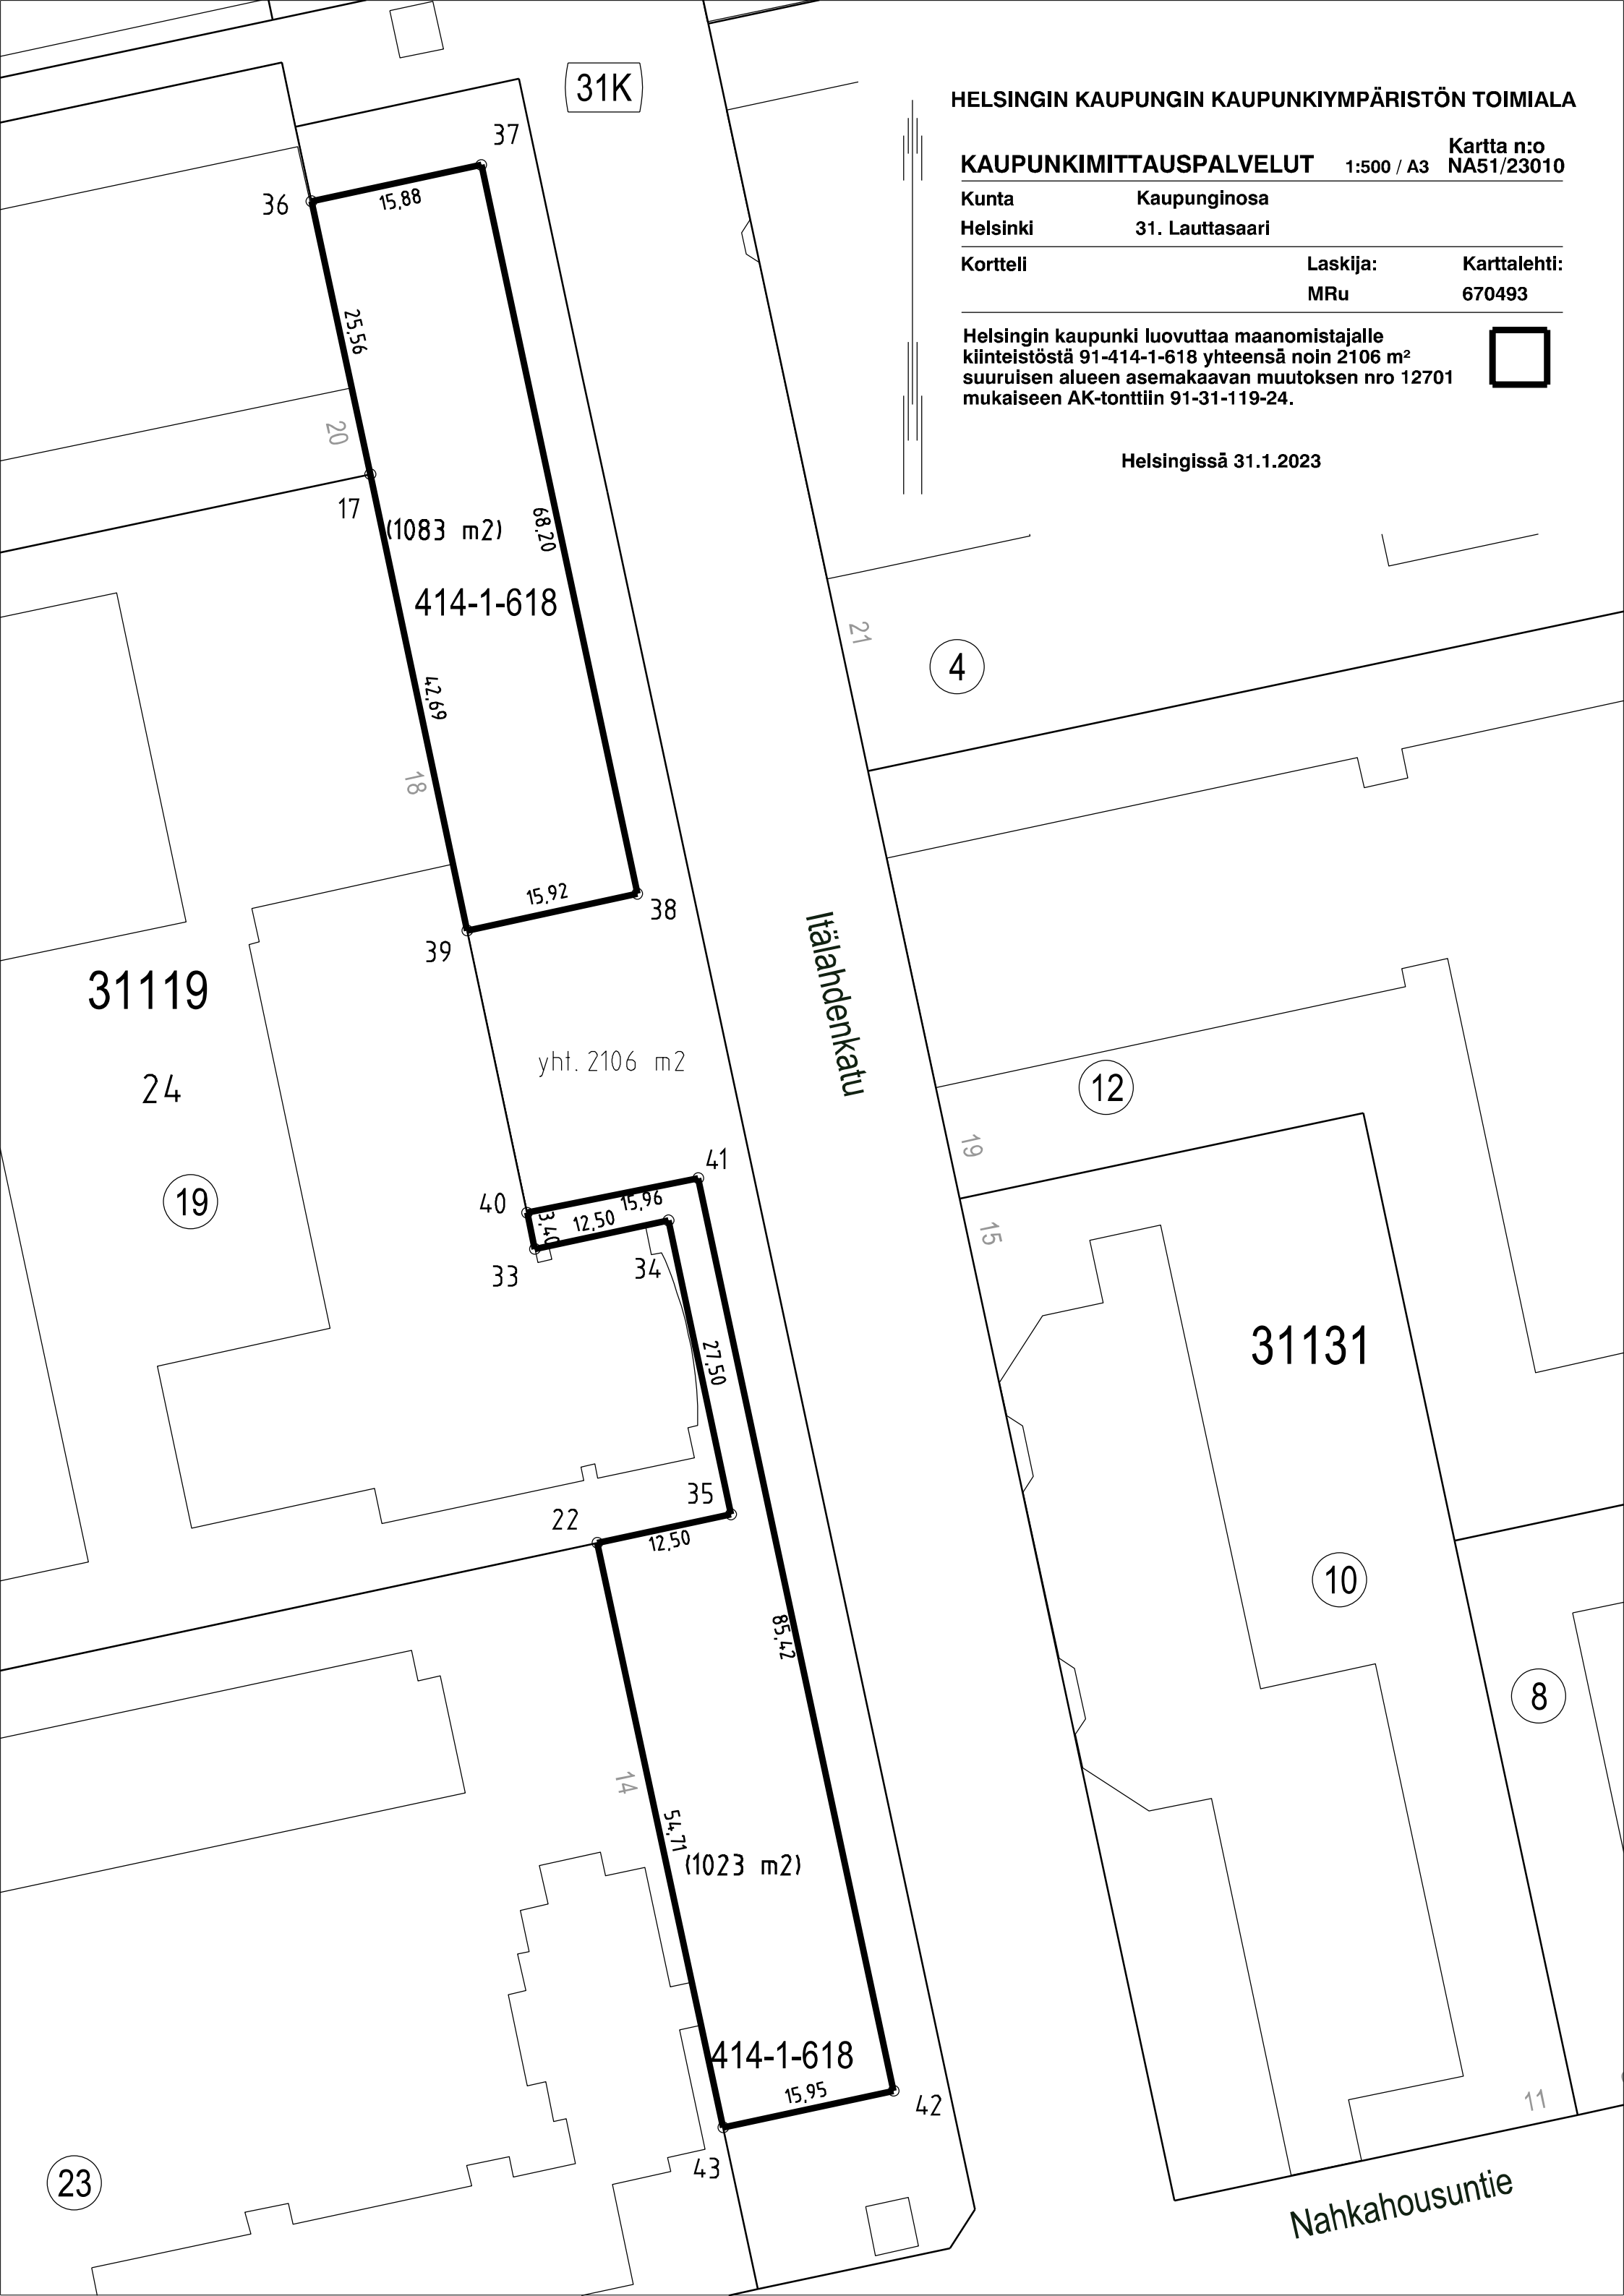 HELSINGIN KAUPUNGIN KAUPUNKIYMPÄRISTÖN TOIMIALA
KAUPUNKIMITTAUSPALVELUT 1:500 / A3 Kartta n:o
NA51/23010
Kunta Kaupunginosa
Helsinki 31. Lauttasaari
Kortteli Laskija: Karttalehti:
MRu 670493
Helsingin kaupunki luovuttaa maanomistajalle
kiinteistöstä 91-414-1-618 yhteensä noin 2106 m²
suuruisen alueen asemakaavan muutoksen nro 12701
mukaiseen AK-tonttiin 91-31-119-24.
Helsingissä 31.1.2023
31K
37
36
15,88
25,56
20
17
(1083 m2)
68,20
414-1-618
21
4
42,69
18
15,92
38
39
31119
Itälahdenkatu
yht. 2106 m2
24
12
19
41
40
15,96
3,40
12,50
19
15
33
34
27,50
31131
35
22
12,50
10
85,42
8
14
54,71
(1023 m2)
414-1-618
15,95
42
11
43
23
Nahkahousuntie